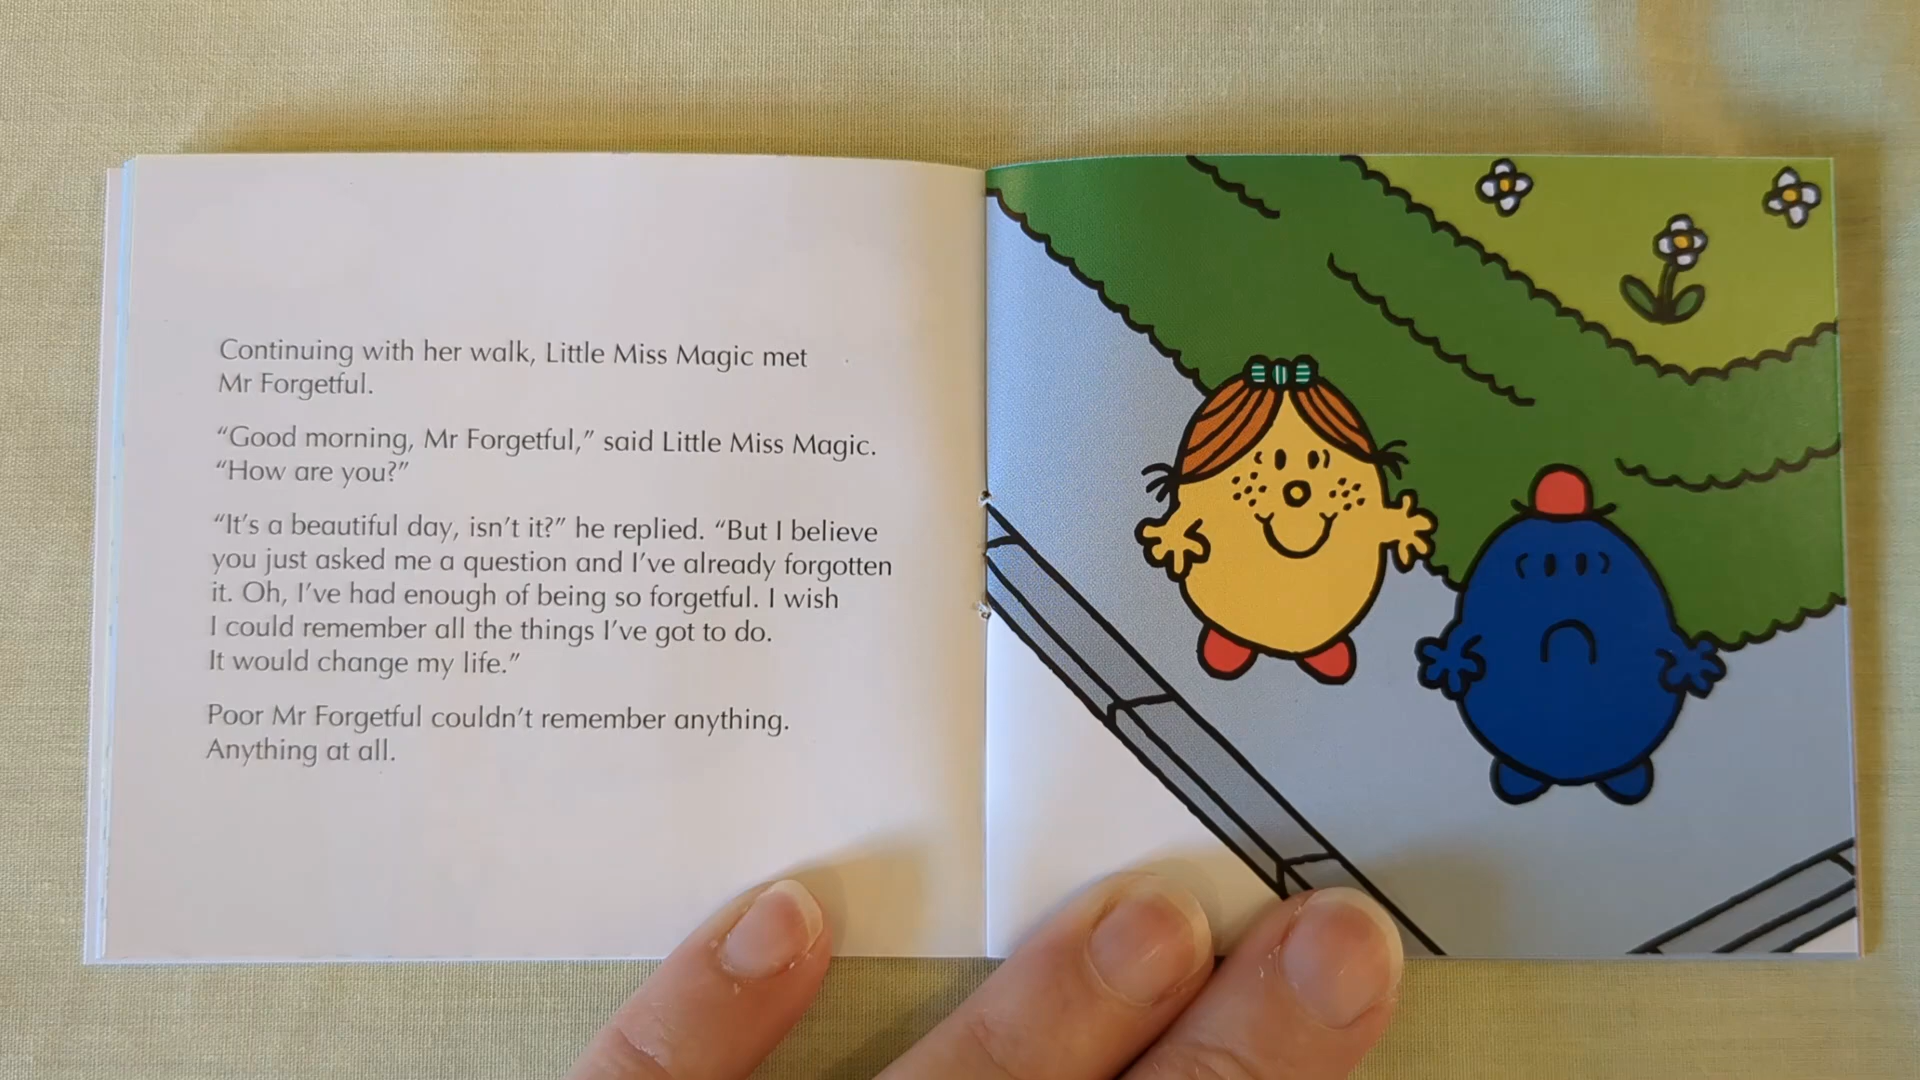 Continuing with her walk, Little Miss Magic met
Mr Forgetful.
“Good morning, Mr Forgetful,” said Little Miss Magic.
“How are you?”
“It’s a beautiful day, isn’t it?” he replied. “But I believe
you just asked me a question and I’ve already forgotten
it. Oh, I’ve had enough of being so forgetful. I wish
I could remember all the things I’ve got to do.
It would change my life.”
Poor Mr Forgetful couldn’t remember anything.
Anything at all.